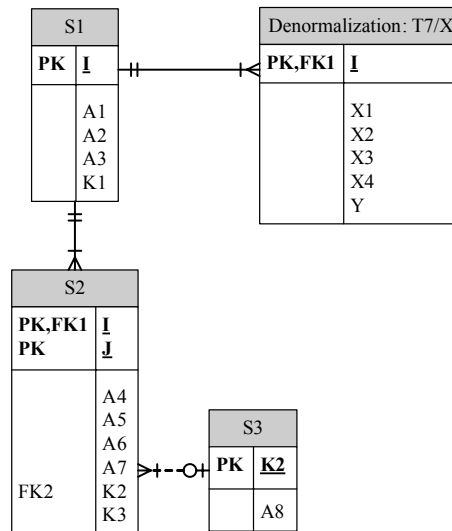 S1
PK I
A1
A2
A3
K1
Denormalization: T7/X
PK,FK1 I
X1
X2
X3
X4
Y
S2
PK,FK1 I
PK J
A4
A5
A6
A7
FK2 K2
K3
S3
PK K2
A8